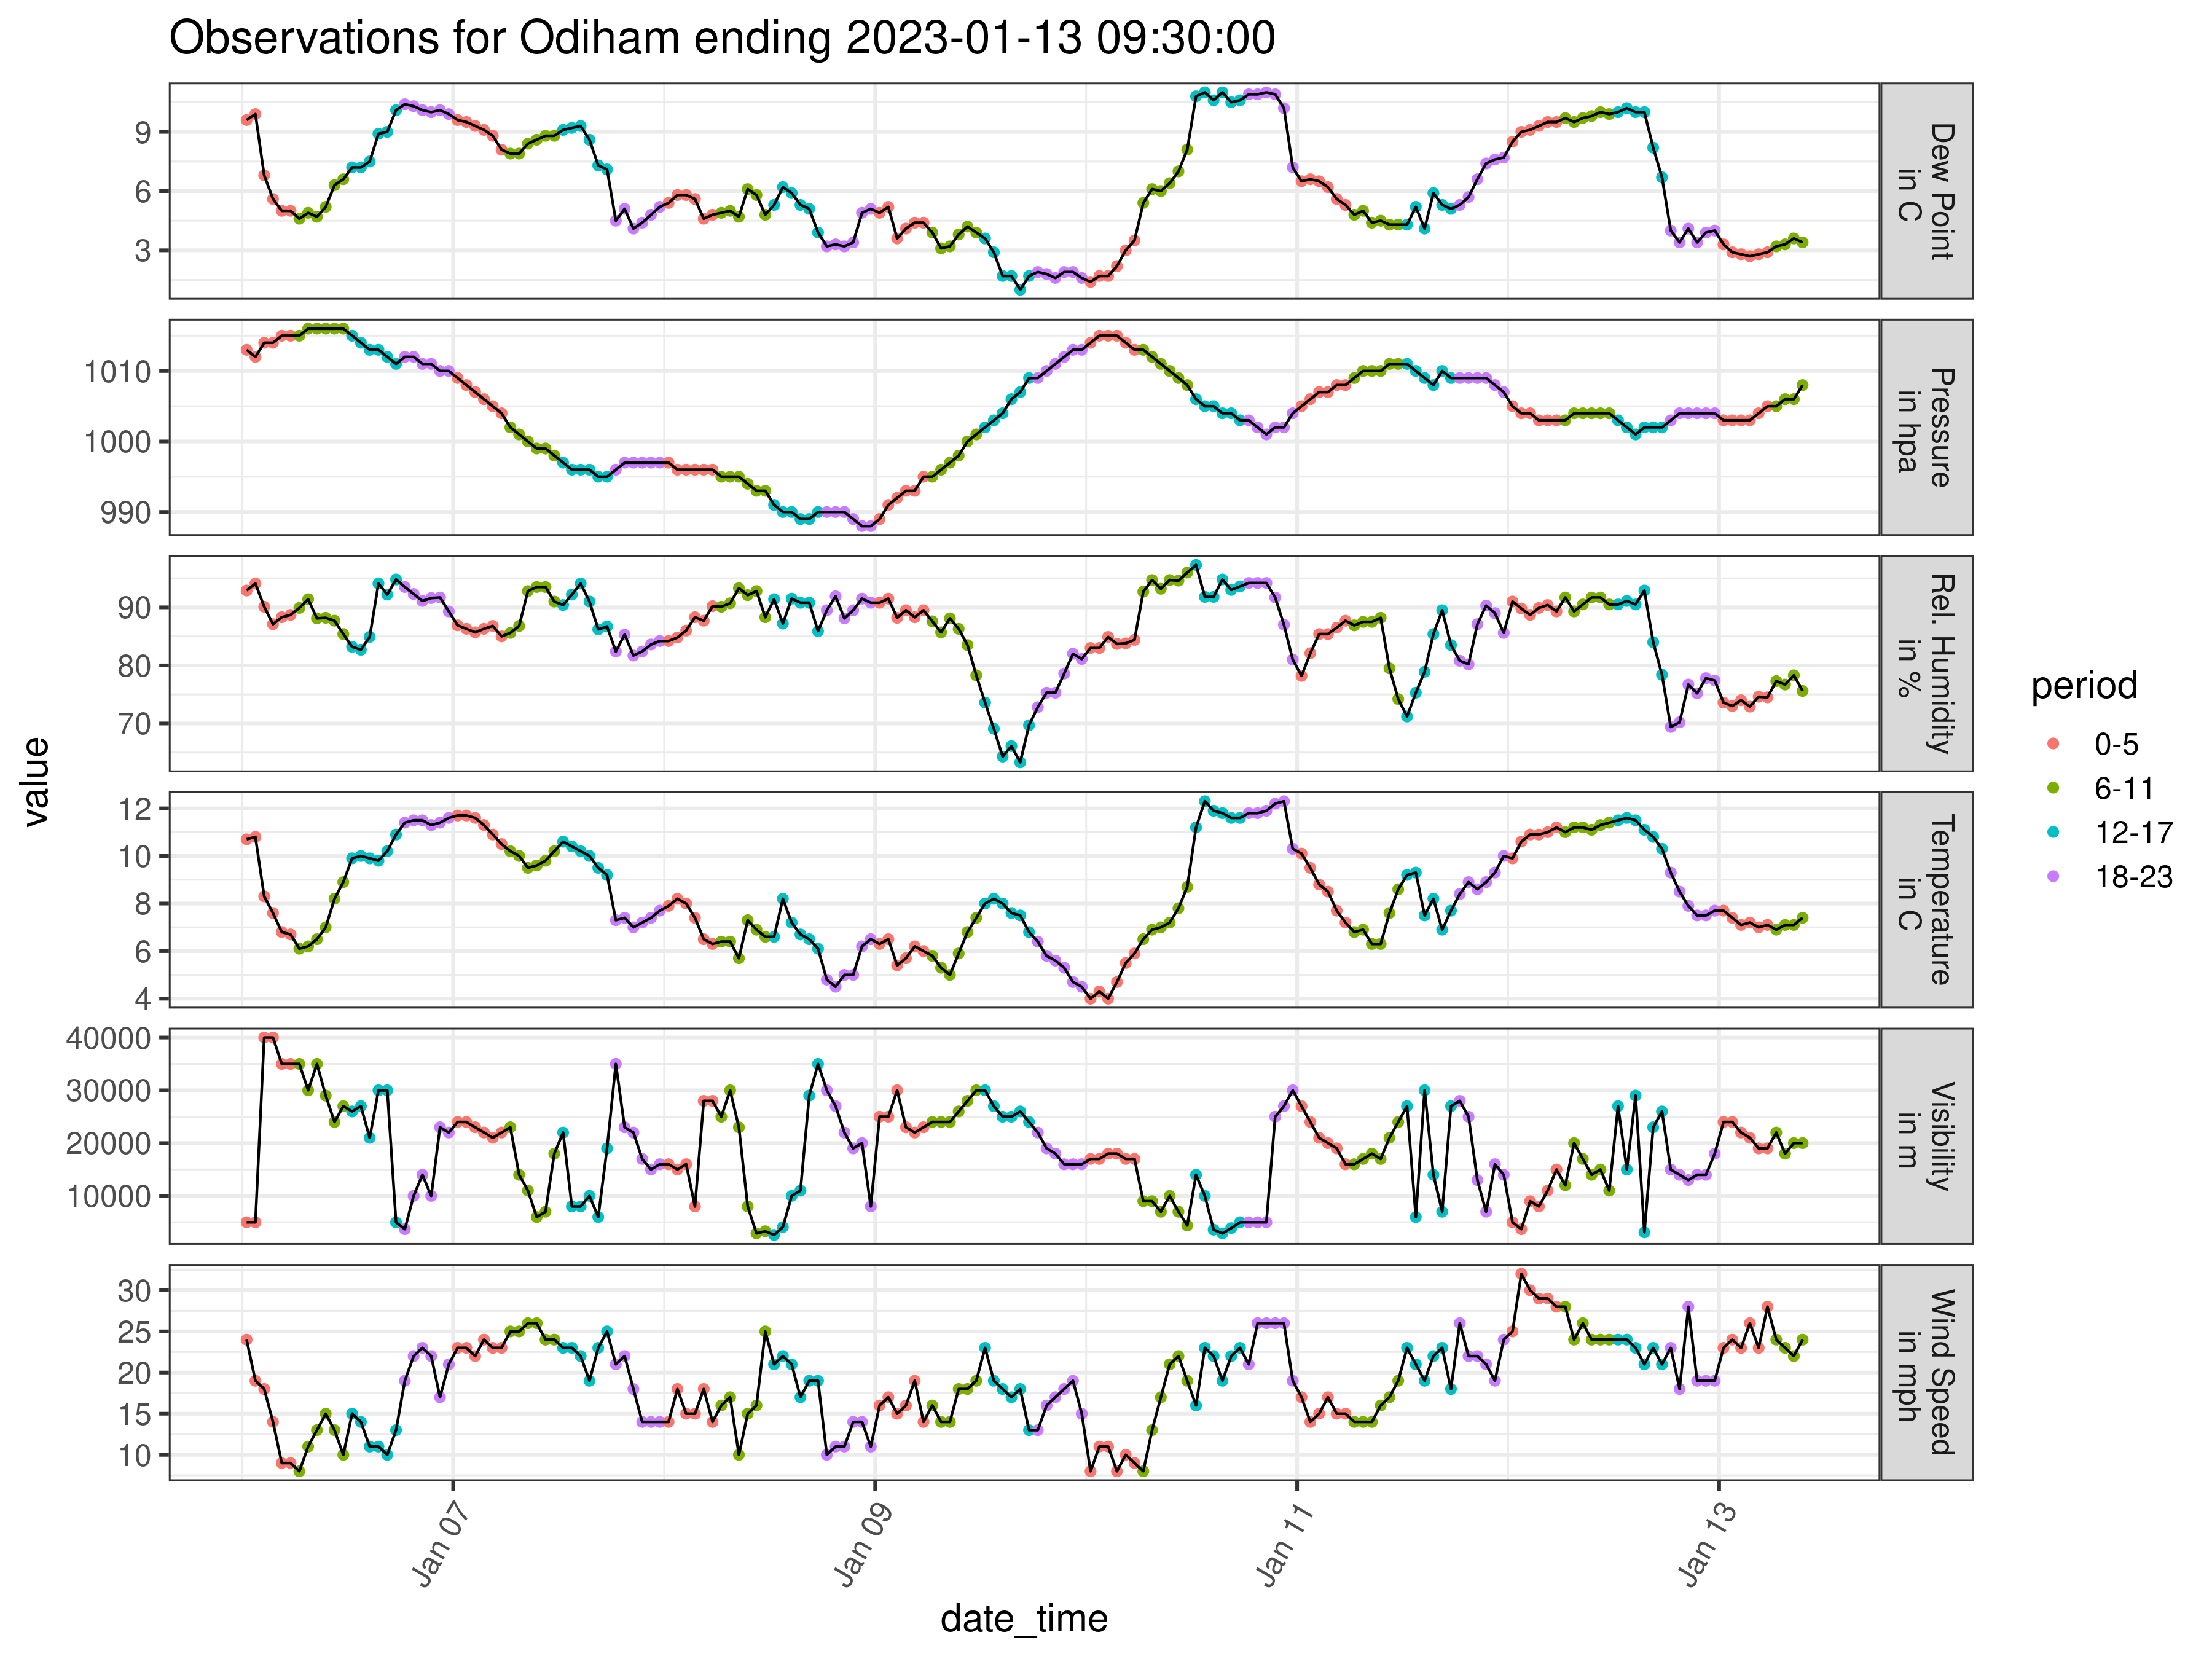 Observations for Odiham ending 2023-01-13 09:30:00
value
9
6
3
Dew Point
in C
1010
1000
990
Pressure
in hpa
90
80
70
Rel. Humidity
in %
12
10
8
6
4
Temperature
in C
40000
30000
20000
10000
Visibility
in m
30
25
20
15
10
Wind Speed
in mph
Jan 07
Jan 09
Jan 11
Jan 13
date_time
period
0-5
6-11
12-17
18-23